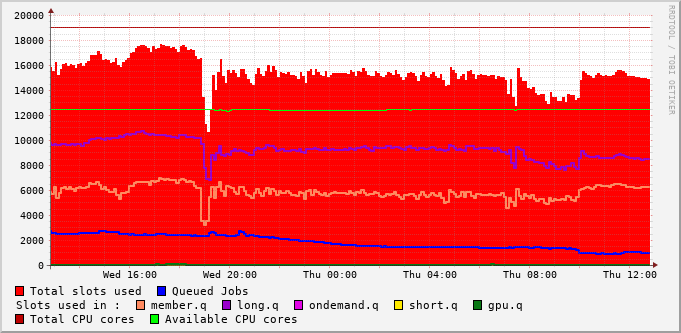 20000
18000
16000
14000
12000
10000
8000
6000
4000
2000
0
Wed 16:00 Wed 20:00 Thu 00:00 Thu 04:00 Thu 08:00 Thu 12:00
Total slots used Queued Jobs
Slots used in : member.q long.q ondemand.q short.q gpu.q
Total CPU cores Available CPU cores
RRDTOOL / TOBI OETIKER